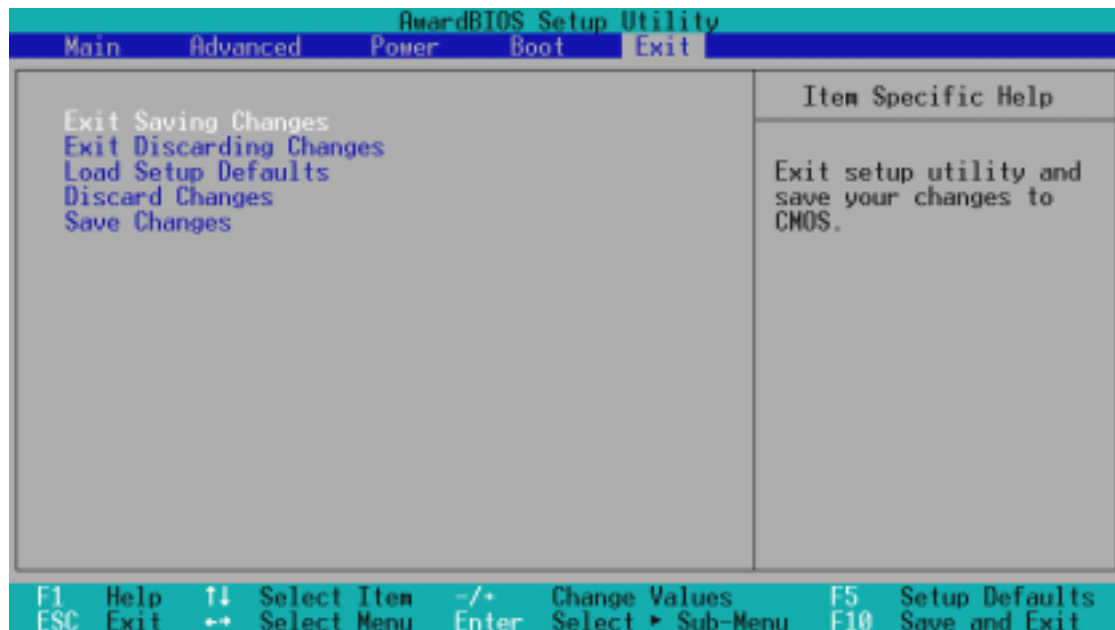 AwardBIOS Setup Utility
Main Advanced Power Boot Exit
Exit Saving Changes
Exit Discarding Changes
Load Setup Defaults
Discard Changes
Save Changes
Item Specific Help
Exit setup utility and
save your changes to
CMOS.
F1 Help ↑↓ Select Item -/+ Change Values F5 Setup Defaults
ESC Exit ←→ Select Menu Enter Select ► Sub-Menu F10 Save and Exit